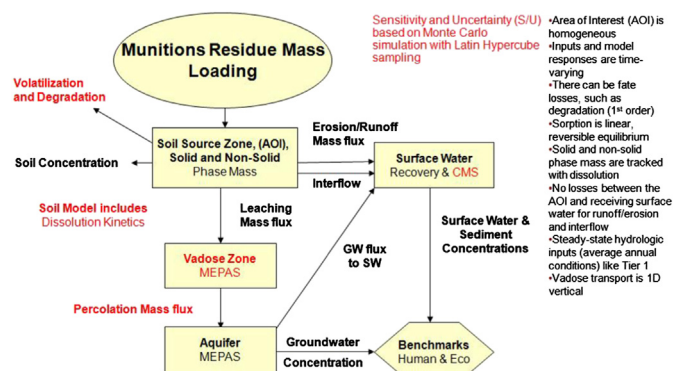 Munitions Residue Mass
Loading
Sensitivity and Uncertainty (S/U)
based on Monte Carlo
simulation with Latin Hypercube
sampling
•Area of Interest (AOI) is
homogeneous
•Inputs and model
responses are time-
varying
•There can be fate
losses, such as
degradation (1st order)
•Sorption is linear,
reversible equilibrium
•Solid and non-solid
phase mass are tracked
with dissolution
•No losses between the
AOI and receiving surface
water for runoff/erosion
and interflow
•Steady-state hydrologic
inputs (average annual
conditions) like Tier 1
•Vadose transport is 1D
vertical
Volatilization
and Degradation
Soil Source Zone, (AOI),
Solid and Non-Solid
Phase Mass
Erosion/Runoff
Mass flux
Interflow
Surface Water
Recovery & CMS
Soil Concentration
Soil Model includes
Dissolution Kinetics
Leaching
Mass flux
GW flux
to SW
Surface Water &
Sediment
Concentrations
Vadose Zone
MEPAS
Percolation Mass flux
Aquifer
MEPAS
Groundwater
Concentration
Benchmarks
Human & Eco